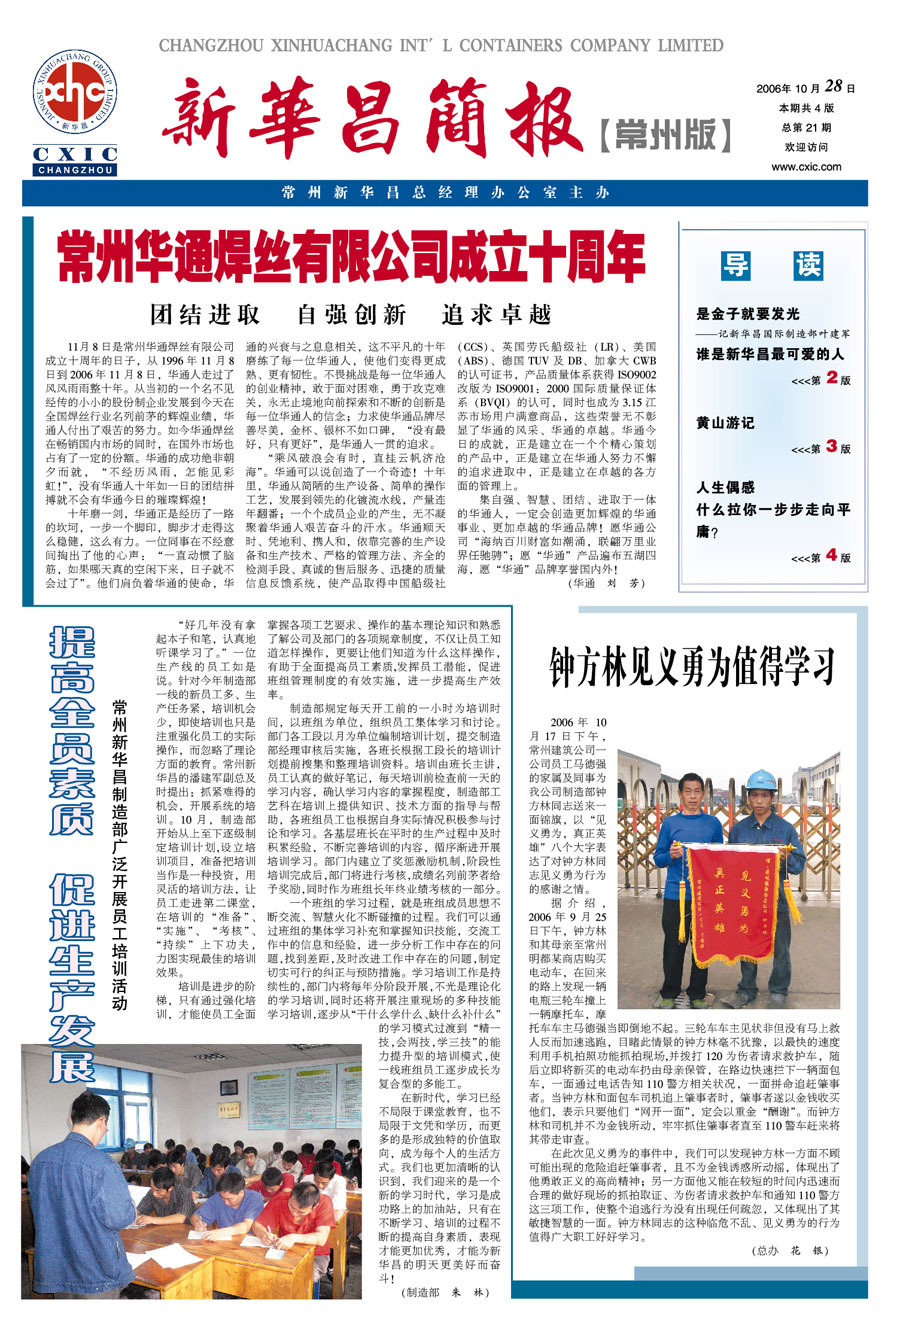 CHANGZHOU XINHUACHANG INT'L CONTAINERS COMPANY LIMITED
JIANGSU XINHUACHANG GROUP LIMITED
xhc
·新华昌·
CXIC
CHANGZHOU
新華昌簡报
【常州版】
2006年 10 月 28 日
本期共 4 版
总第 21 期
欢迎访问
www.cxic.com
常州新华昌总经理办公室主办
常州华通焊丝有限公司成立十周年
团结进取 自强创新 追求卓越
11月8日是常州华通焊丝有限公司
成立十周年的日子，从 1996 年 11 月 8
日到 2006 年 11 月 8 日，华通人走过了
风风雨雨整十年。从当初的一个名不见
经传的小小的股份制企业发展到今天在
全国焊丝行业名列前茅的辉煌业绩，华
通人付出了艰苦的努力。如今华通焊丝
在畅销国内市场的同时，在国外市场也
占有了一定的份额。华通的成功绝非朝
夕而就，“不经历风雨，怎能见彩
虹!”，没有华通人十年如一日的团结拼
搏就不会有华通今日的璀璨辉煌！
十年磨一剑，华通正是经历了一路
的坎坷，一步一个脚印，脚步才走得这
么稳健，这么有力。一位同事在不经意
间掏出了他的心声：“一直动惯了脑
筋，如果哪天真的空闲下来，日子就不
会过了”。他们肩负着华通的使命，华
通的兴衰与之息息相关，这不平凡的十年
磨练了每一位华通人，使他们变得更成
熟、更有韧性。不畏挑战是每一位华通人
的创业精神，敢于面对困难，勇于攻克难
关，永无止境地向前探索和不断的创新是
每一位华通人的信念；力求使华通品牌尽
善尽美，金杯、银杯不如口碑，“没有最
好，只有更好”，是华通人一贯的追求。
“乘风破浪会有时，直挂云帆济沧
海”。华通可以说创造了一个奇迹！十年
里，华通从简陋的生产设备、简单的操作
工艺，发展到领先的化镀流水线，产量连
年翻番；一个个成员企业的产生，无不凝
聚着华通人艰苦奋斗的汗水。华通顺天
时、凭地利、携人和，依靠完善的生产设
备和生产技术、严格的管理方法、齐全的
检测手段、真诚的售后服务、迅捷的质量
信息反馈系统，使产品取得中国船级社
(CCS)、英国劳氏船级社 (LR)、美国
(ABS)、德国 TUV 及 DB、加拿大 CWB
的认可证书，产品质量体系获得 ISO9002
改版为 ISO9001：2000 国际质量保证体
系 (BVQI) 的认可，同时也成为 3.15 江
苏市场用户满意商品，这些荣誉无不彰
显了华通的风采、华通的卓越。华通今
日的成就，正是建立在一个个精心策划
的产品中，正是建立在华通人努力不懈
的追求进取中，正是建立在卓越的各方
面的管理上。
集自强、智慧、团结、进取于一体
的华通人，一定会创造更加辉煌的华通
事业、更加卓越的华通品牌！愿华通公
司“海纳百川财富如潮涌，联翩万里业
界任驰骋”；愿“华通”产品遍布五湖四
海，愿“华通”品牌享誉国内外！
(华通 刘 芳)
导 读
是金子就要发光
——记新华昌国际制造部叶建军
谁是新华昌最可爱的人
<<<第 2 版
黄山游记
<<<第 3 版
人生偶感
什么拉你一步步走向平
庸？
<<<第 4 版
提高全员素质 促进生产发展
常州新华昌制造部广泛开展员工培训活动
“好几年没有拿
起本子和笔，认真地
听课学习了。”一位
生产线的员工如是
说。针对今年制造部
一线的新员工多、生
产任务紧，培训机会
少，即使培训也只是
注重强化员工的实际
操作，而忽略了理论
方面的教育。常州新
华昌的潘建军副总及
时提出：抓紧难得的
机会，开展系统的培
训。10 月，制造部
开始从上至下逐级制
定培训计划,设立培
训项目，准备把培训
当作是一种投资，用
灵活的培训方法，让
员工走进第二课堂，
在培训的“准备”、
“实施”、“考核”、
“持续”上下功夫，
力图实现最佳的培训
效果。
培训是进步的阶
梯，只有通过强化培
训，才能使员工全面
掌握各项工艺要求、操作的基本理论知识和熟悉
了解公司及部门的各项规章制度，不仅让员工知
道怎样操作，更要让他们知道为什么这样操作，
有助于全面提高员工素质,发挥员工潜能，促进
班组管理制度的有效实施，进一步提高生产效
率。
制造部规定每天开工前的一小时为培训时
间，以班组为单位，组织员工集体学习和讨论。
部门各工段以月为单位编制培训计划，提交制造
部经理审核后实施，各班长根据工段长的培训计
划提前搜集和整理培训资料。培训由班长主讲，
员工认真的做好笔记，每天培训前检查前一天的
学习内容，确认学习内容的掌握程度，制造部工
艺科在培训上提供知识、技术方面的指导与帮
助，各班组员工也根据自身实际情况积极参与讨
论和学习。各基层班长在平时的生产过程中及时
积累经验，不断完善培训的内容，循序渐进开展
培训学习。部门内建立了奖惩激励机制,阶段性
培训完成后,部门将进行考核,成绩名列前茅者给
予奖励,同时作为班组长年终业绩考核的一部分。
一个班组的学习过程，就是班组成员思想不
断交流、智慧火化不断碰撞的过程。我们可以通
过班组的集体学习补充和掌握知识技能，交流工
作中的信息和经验，进一步分析工作中存在的问
题,找到差距,及时改进工作中存在的问题,制定
切实可行的纠正与预防措施。学习培训工作是持
续性的,部门内将每年分阶段开展,不光是理论化
的学习培训,同时还将开展注重现场的多种技能
学习培训,逐步从“干什么学什么、缺什么补什么”
的学习模式过渡到“精一
技,会两技,学三技”的能
力提升型的培训模式,使
一线班组员工逐步成长为
复合型的多能工。
在新时代，学习已经
不局限于课堂教育，也不
局限于文凭和学历，而更
多的是形成独特的价值取
向，成为每个人的生活方
式。我们也更加清晰的认
识到，我们迎来的是一个
新的学习时代，学习是成
功路上的加油站，只有在
不断学习、培训的过程不
断的提高自身素质，表现
才能更加优秀，才能为新
华昌的明天更美好而奋
斗！
(制造部 朱 林)
钟方林见义勇为值得学习
2006 年 10
月 17 日下午，
常州建筑公司一
公司员工马德强
的家属及同事为
我公司制造部钟
方林同志送来一
面锦旗，以“见
义勇为，真正英
雄”八个大字表
达了对钟方林同
志见义勇为行为
的感谢之情。
据介绍，
2006 年 9 月 25
日下午，钟方林
和其母亲至常州
明都某商店购买
电动车，在回来
的路上发现一辆
电瓶三轮车撞上
一辆摩托车，摩
托车车主马德强当即倒地不起。三轮车车主见状非但没有马上救
人反而加速逃跑，目睹此情景的钟方林毫不犹豫，以最快的速度
利用手机拍照功能抓拍现场,并拨打 120 为伤者请求救护车，随
后立即将新买的电动车扔由母亲保管，在路边快速拦下一辆面包
车，一面通过电话告知 110 警方相关状况，一面拼命追赶肇事
者。当钟方林和面包车司机追上肇事者时，肇事者遂以金钱收买
他们，表示只要他们“网开一面”，定会以重金“酬谢”。而钟方
林和司机并不为金钱所动，牢牢抓住肇事者直至 110 警车赶来将
其带走审查。
在此次见义勇为的事件中，我们可以发现钟方林一方面不顾
可能出现的危险追赶肇事者，且不为金钱诱惑所动摇，体现出了
他勇敢正义的高尚精神；另一方面他又能在较短的时间内迅速而
合理的做好现场的抓拍取证、为伤者请求救护车和通知 110 警方
这三项工作，使整个追逃行为没有出现任何疏忽，又体现出了其
敏捷智慧的一面。钟方林同志的这种临危不乱、见义勇为的行为
值得广大职工好好学习。
(总办 花 银)
见义勇为
真正英雄